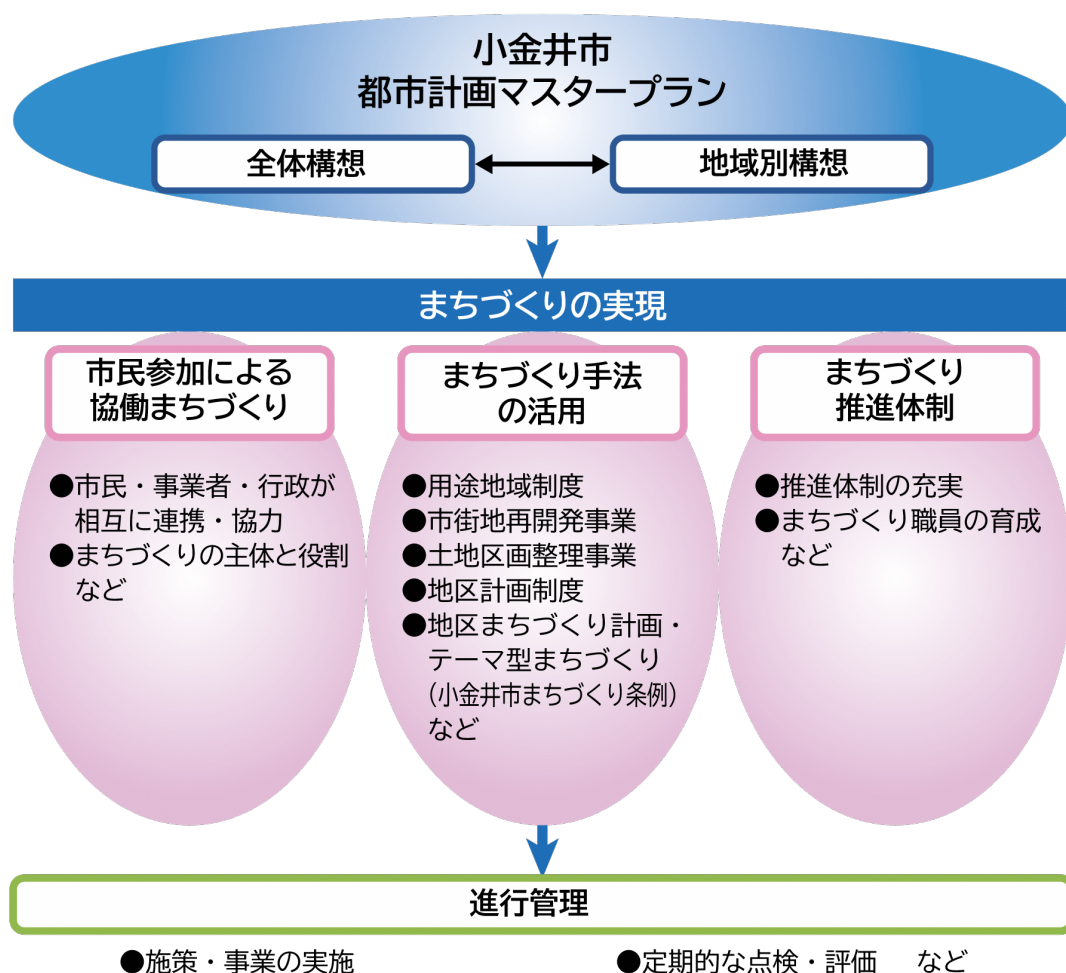 小金井市
都市計画マスタープラン
全体構想
地域別構想
まちづくりの実現
市民参加による
協働まちづくり
●市民・事業者・行政が
相互に連携・協力
●まちづくりの主体と役割
など
まちづくり手法
の活用
●用途地域制度
●市街地再開発事業
●土地区画整理事業
●地区計画制度
●地区まちづくり計画・
テーマ型まちづくり
（小金井市まちづくり条例）
など
まちづくり
推進体制
●推進体制の充実
●まちづくり職員の育成
など
進行管理
●施策・事業の実施
●定期的な点検・評価　など